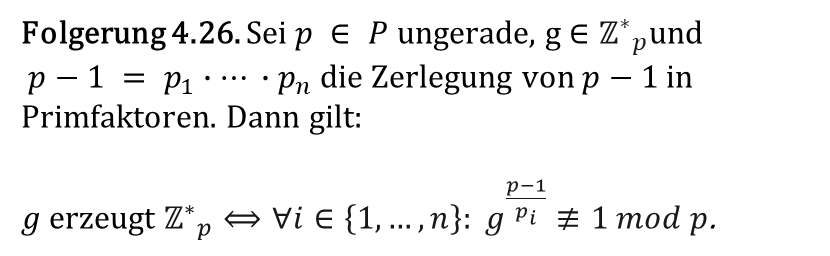 Folgerung 4.26. Sei p ∈ P ungerade, g ∈ ℤ*ₚ und
p − 1 = p₁ · ⋯ · pₙ die Zerlegung von p − 1 in
Primfaktoren. Dann gilt:
g erzeugt ℤ*ₚ ⟺ ∀i ∈ {1, … , n}: g^((p−1)/pᵢ) ≢ 1 mod p.